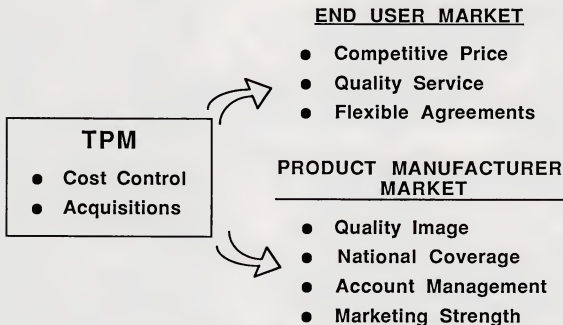 TPM
● Cost Control
● Acquisitions
END USER MARKET
● Competitive Price
● Quality Service
● Flexible Agreements
PRODUCT MANUFACTURER
MARKET
● Quality Image
● National Coverage
● Account Management
● Marketing Strength